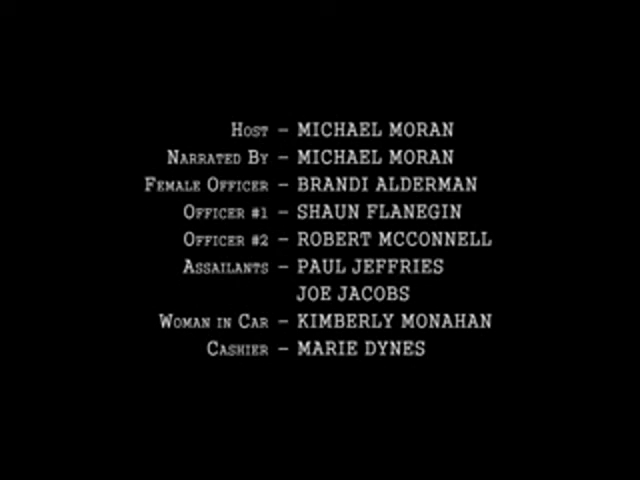 Host – MICHAEL MORAN
Narrated By – MICHAEL MORAN
Female Officer – BRANDI ALDERMAN
Officer #1 – SHAUN FLANEGIN
Officer #2 – ROBERT MCCONNELL
Assailants – PAUL JEFFRIES
JOE JACOBS
Woman in Car – KIMBERLY MONAHAN
Cashier – MARIE DYNES